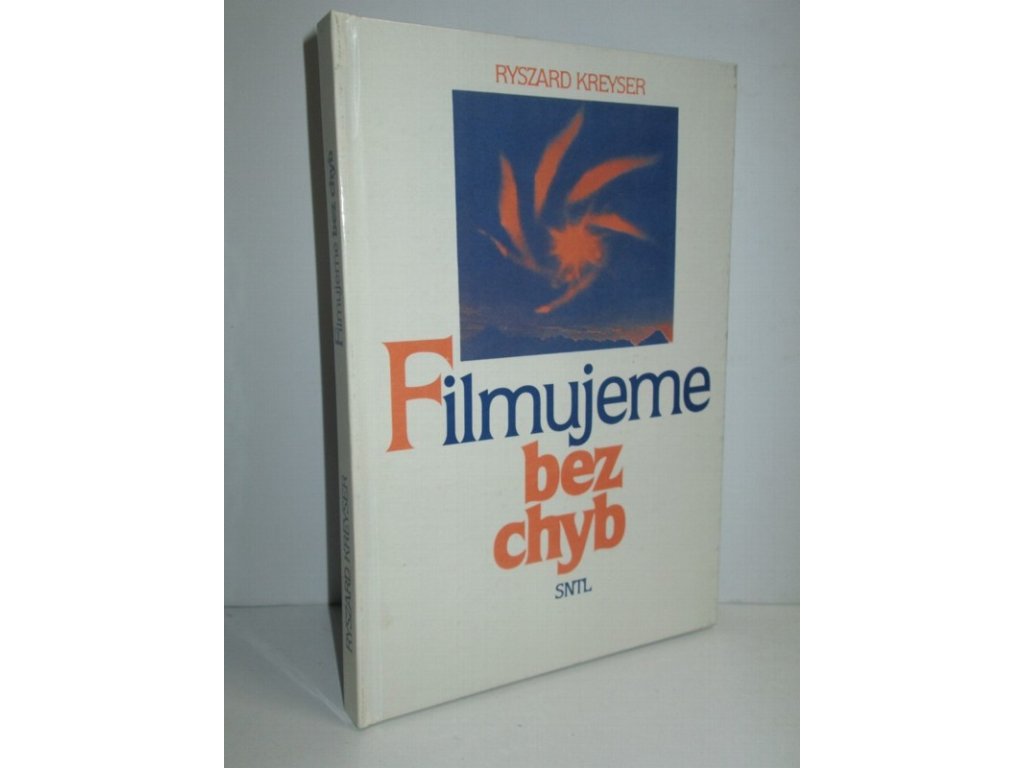 RYSZARD KREYSER
Filmujeme
bez
chyb
SNTL
Filmujeme bez chyb
RYSZARD KREYSER